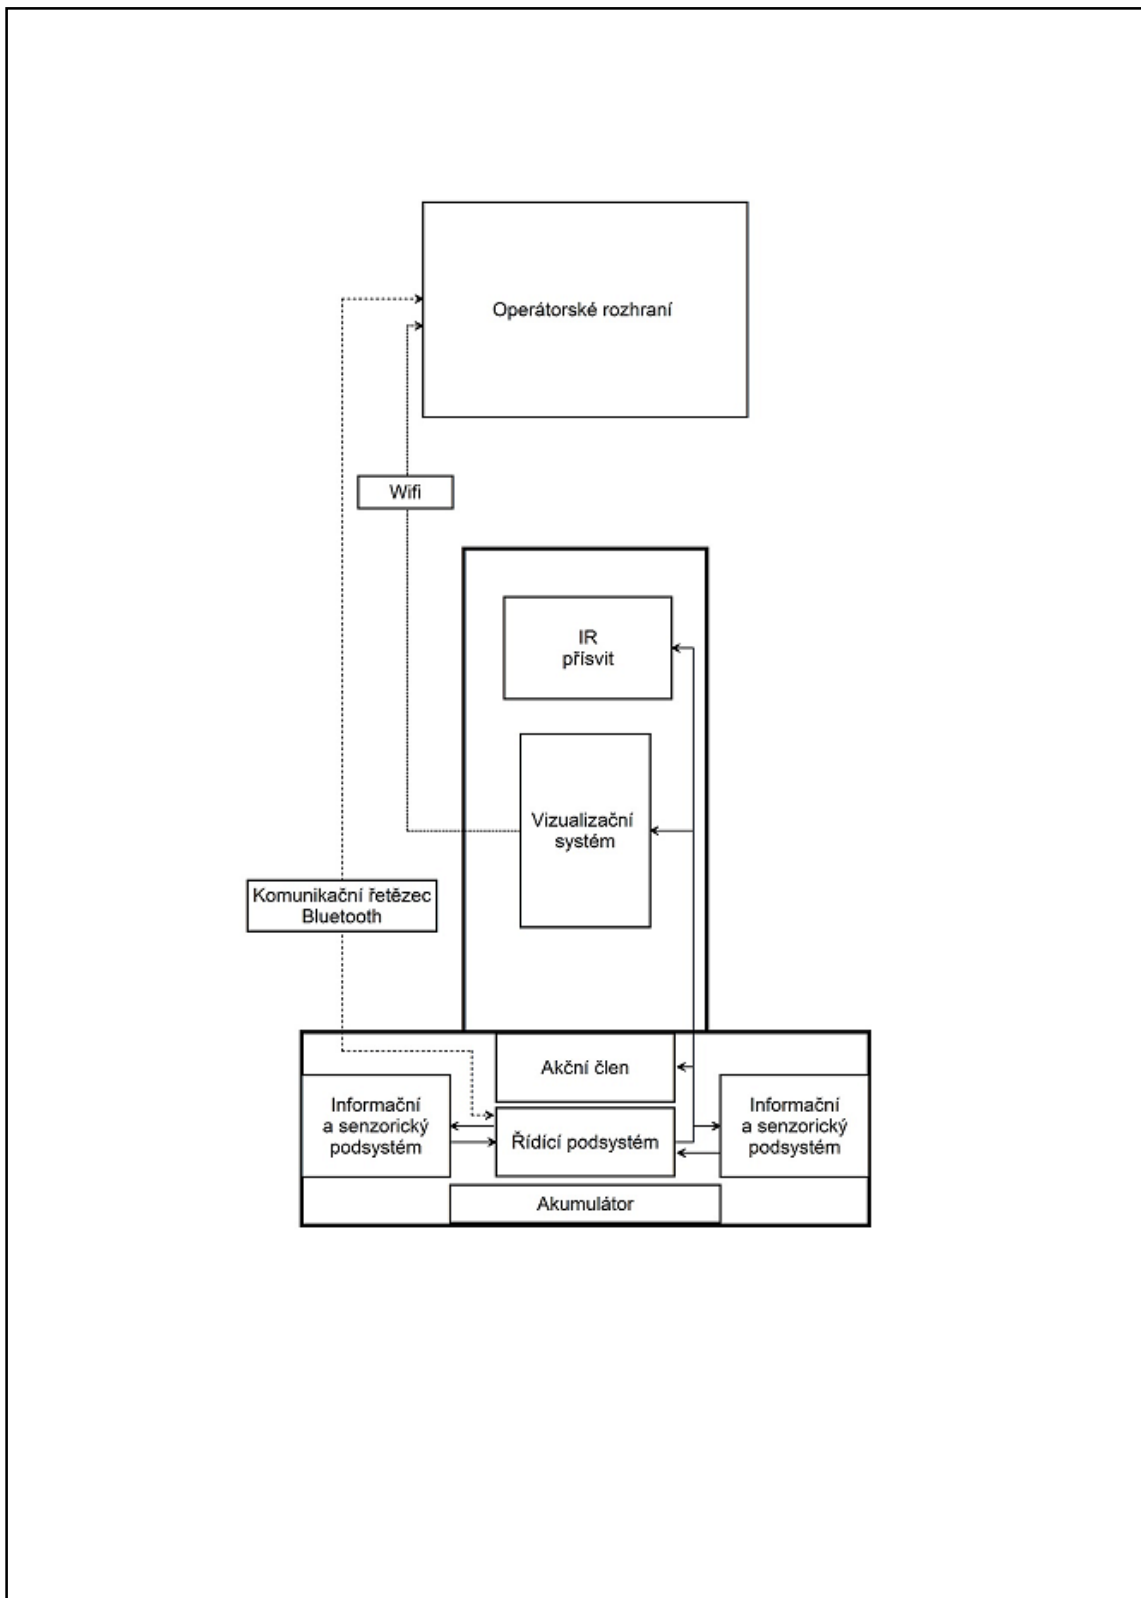 Operátorské rozhraní
Wifi
IR
přísvit
Vizualizační
systém
Komunikační řetězec
Bluetooth
Akční člen
Informační
a senzorický
podsystém
Řídící podsystém
Informační
a senzorický
podsystém
Akumulátor